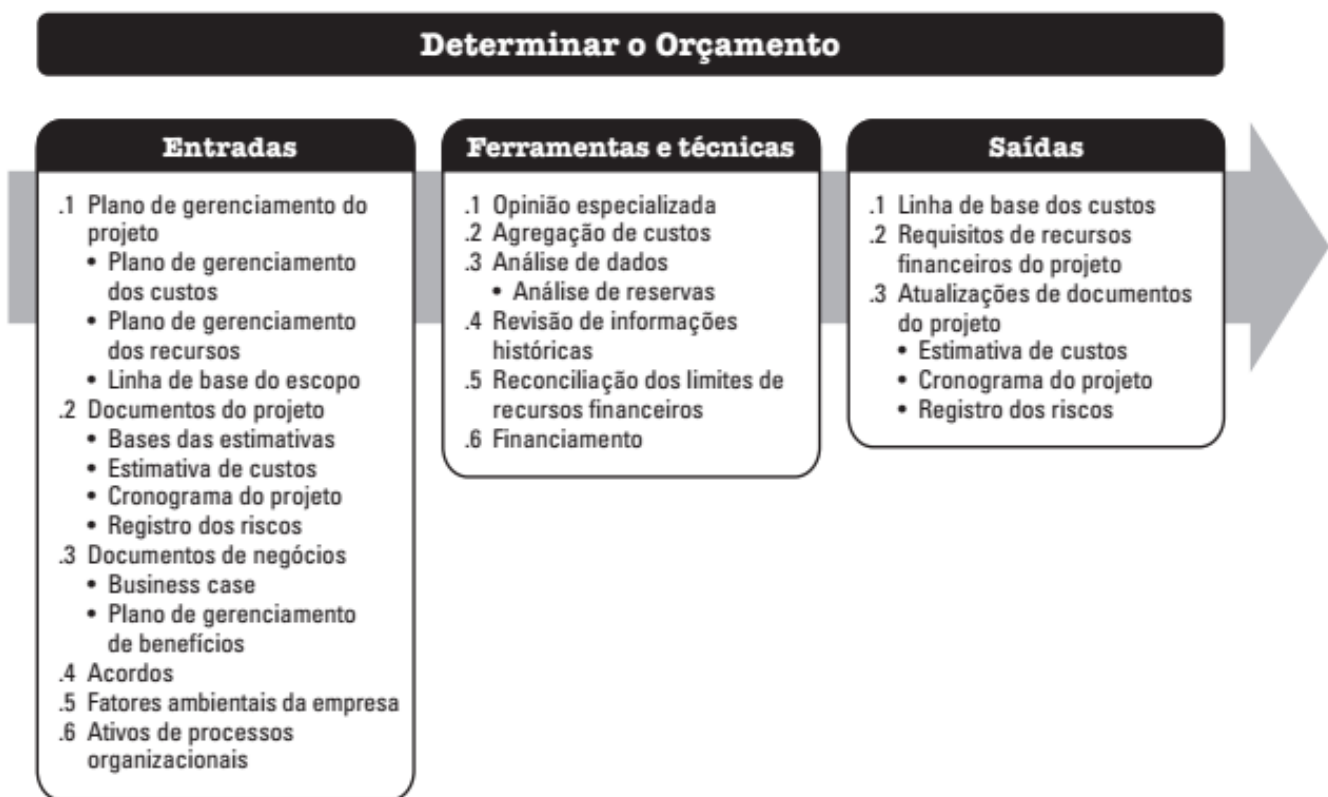 Determinar o Orçamento
Entradas
.1 Plano de gerenciamento do
projeto
• Plano de gerenciamento
dos custos
• Plano de gerenciamento
dos recursos
• Linha de base do escopo
.2 Documentos do projeto
• Bases das estimativas
• Estimativa de custos
• Cronograma do projeto
• Registro dos riscos
.3 Documentos de negócios
• Business case
• Plano de gerenciamento
de benefícios
.4 Acordos
.5 Fatores ambientais da empresa
.6 Ativos de processos
organizacionais
Ferramentas e técnicas
.1 Opinião especializada
.2 Agregação de custos
.3 Análise de dados
• Análise de reservas
.4 Revisão de informações
históricas
.5 Reconciliação dos limites de
recursos financeiros
.6 Financiamento
Saídas
.1 Linha de base dos custos
.2 Requisitos de recursos
financeiros do projeto
.3 Atualizações de documentos
do projeto
• Estimativa de custos
• Cronograma do projeto
• Registro dos riscos